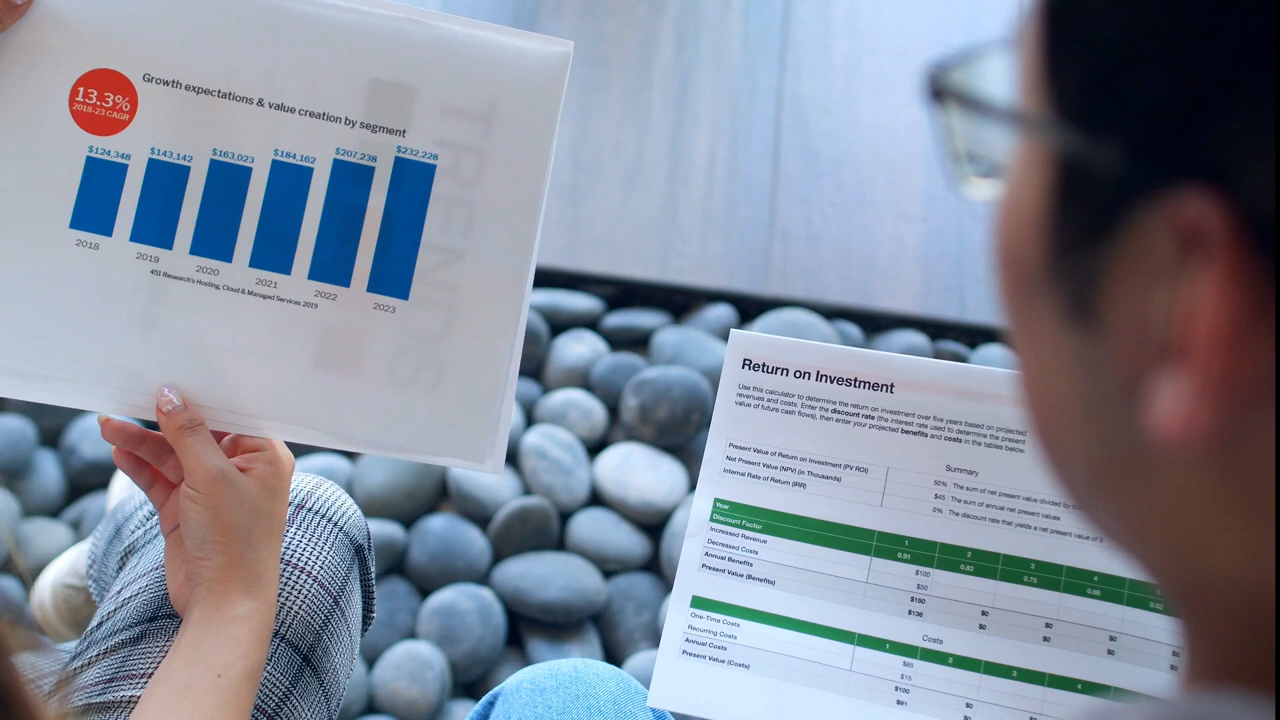 13.3%
2018-23 CAGR
Growth expectations & value creation by segment
$124,348 $143,142 $163,023 $184,162 $207,238 $232,228
2018 2019 2020 2021 2022 2023
451 Research's Hosting, Cloud & Managed Services 2019
TRENDS
Return on Investment
Use this calculator to determine the return on investment over five years based on projected
revenues and costs. Enter the discount rate (the interest rate used to determine the present
value of future cash flows), then enter your projected benefits and costs in the tables below.
Summary
Present Value of Return on Investment (PV ROI) 50% The sum of net present value divided by
Net Present Value (NPV) (in Thousands) $45 The sum of annual net present values
Internal Rate of Return (IRR) 0% The discount rate that yields a net present value of 0
Year 1 2 3 4
Discount Factor 0.91 0.83 0.75 0.68 0.62
Increased Revenue $100
Decreased Costs $50
Annual Benefits $150 $0 $0 $0 $0
Present Value (Benefits) $136 $0 $0 $0 $0
Costs
1 2 3 4
One-Time Costs $85
Recurring Costs $15
Annual Costs $100 $0 $0
Present Value (Costs) $91 $0